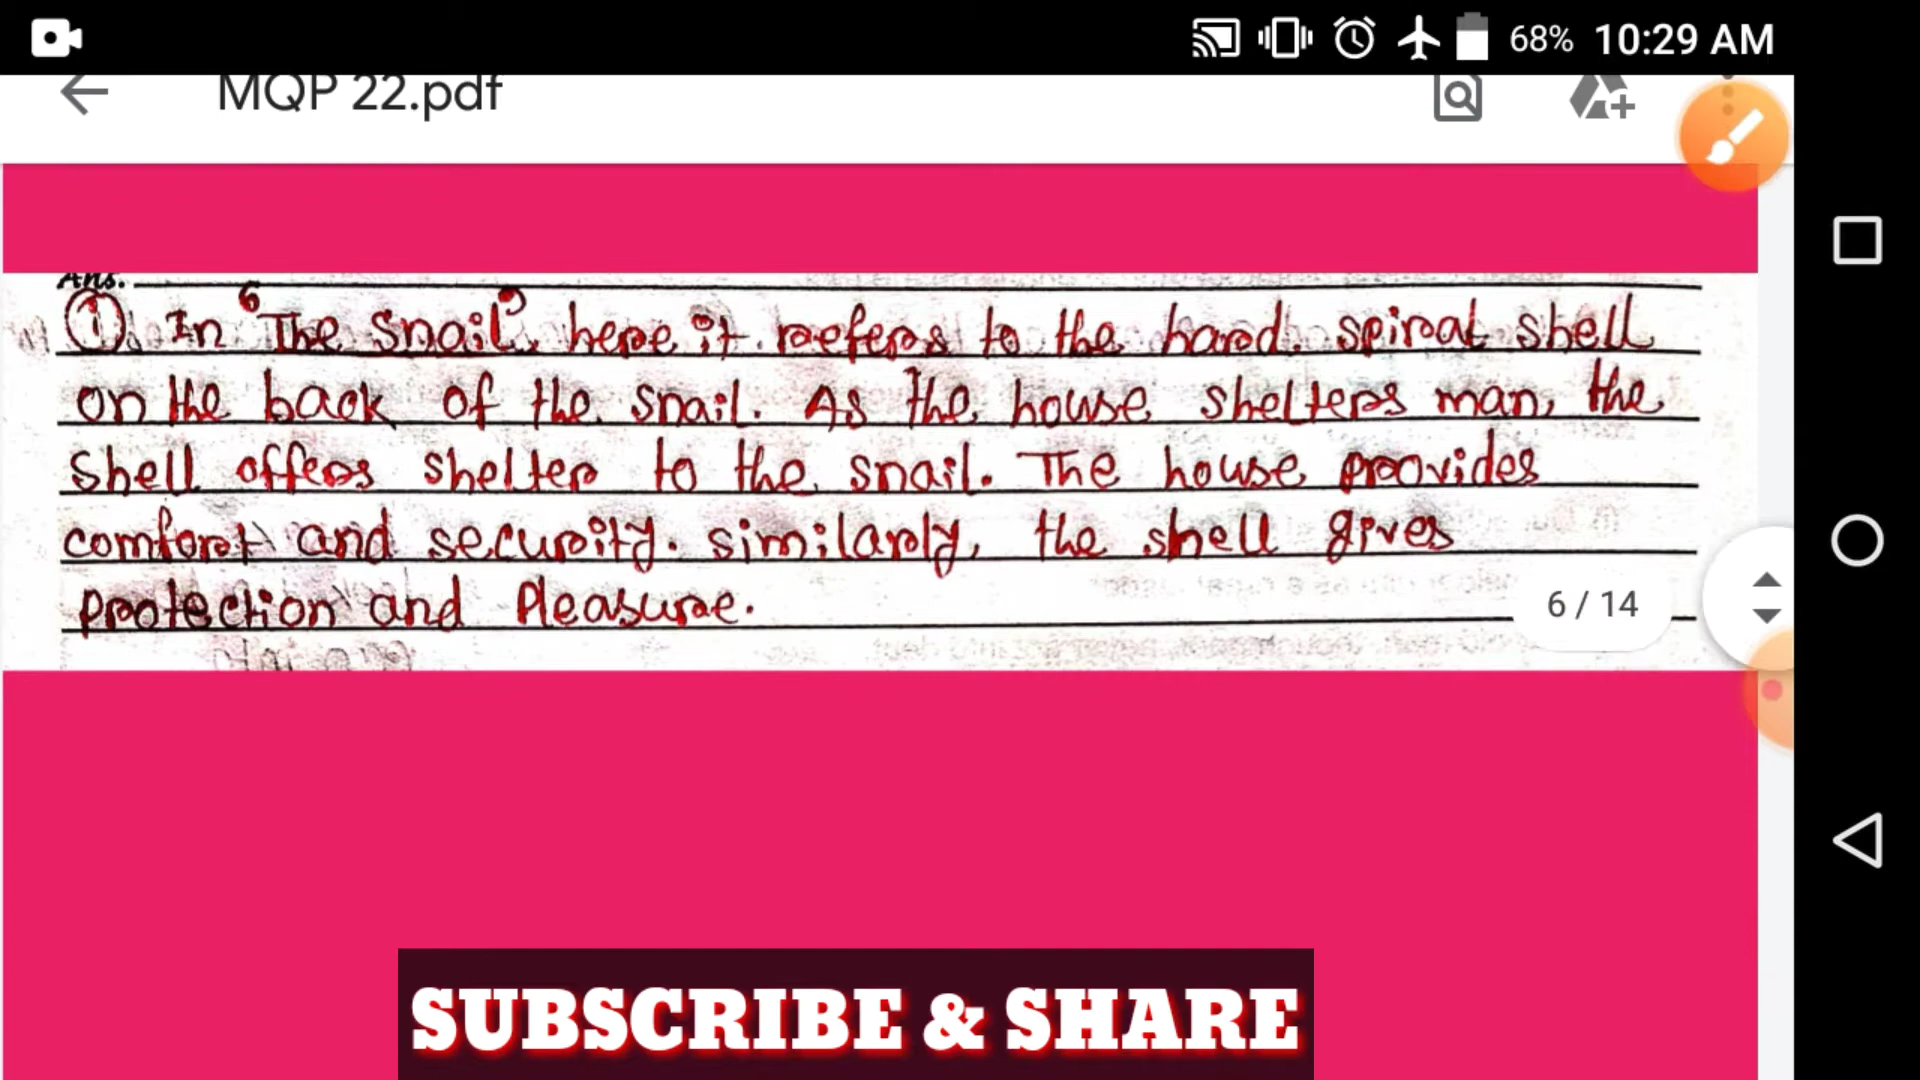 68% 10:29 AM
MQP 22.pdf
Ans.
① In 'The Snail', here it refers to the hard spiral shell
on the back of the snail. As the house shelters man, the
shell offers shelter to the snail. The house provides
comfort and security. similarly, the shell gives
protection and Pleasure.
6 / 14
SUBSCRIBE & SHARE